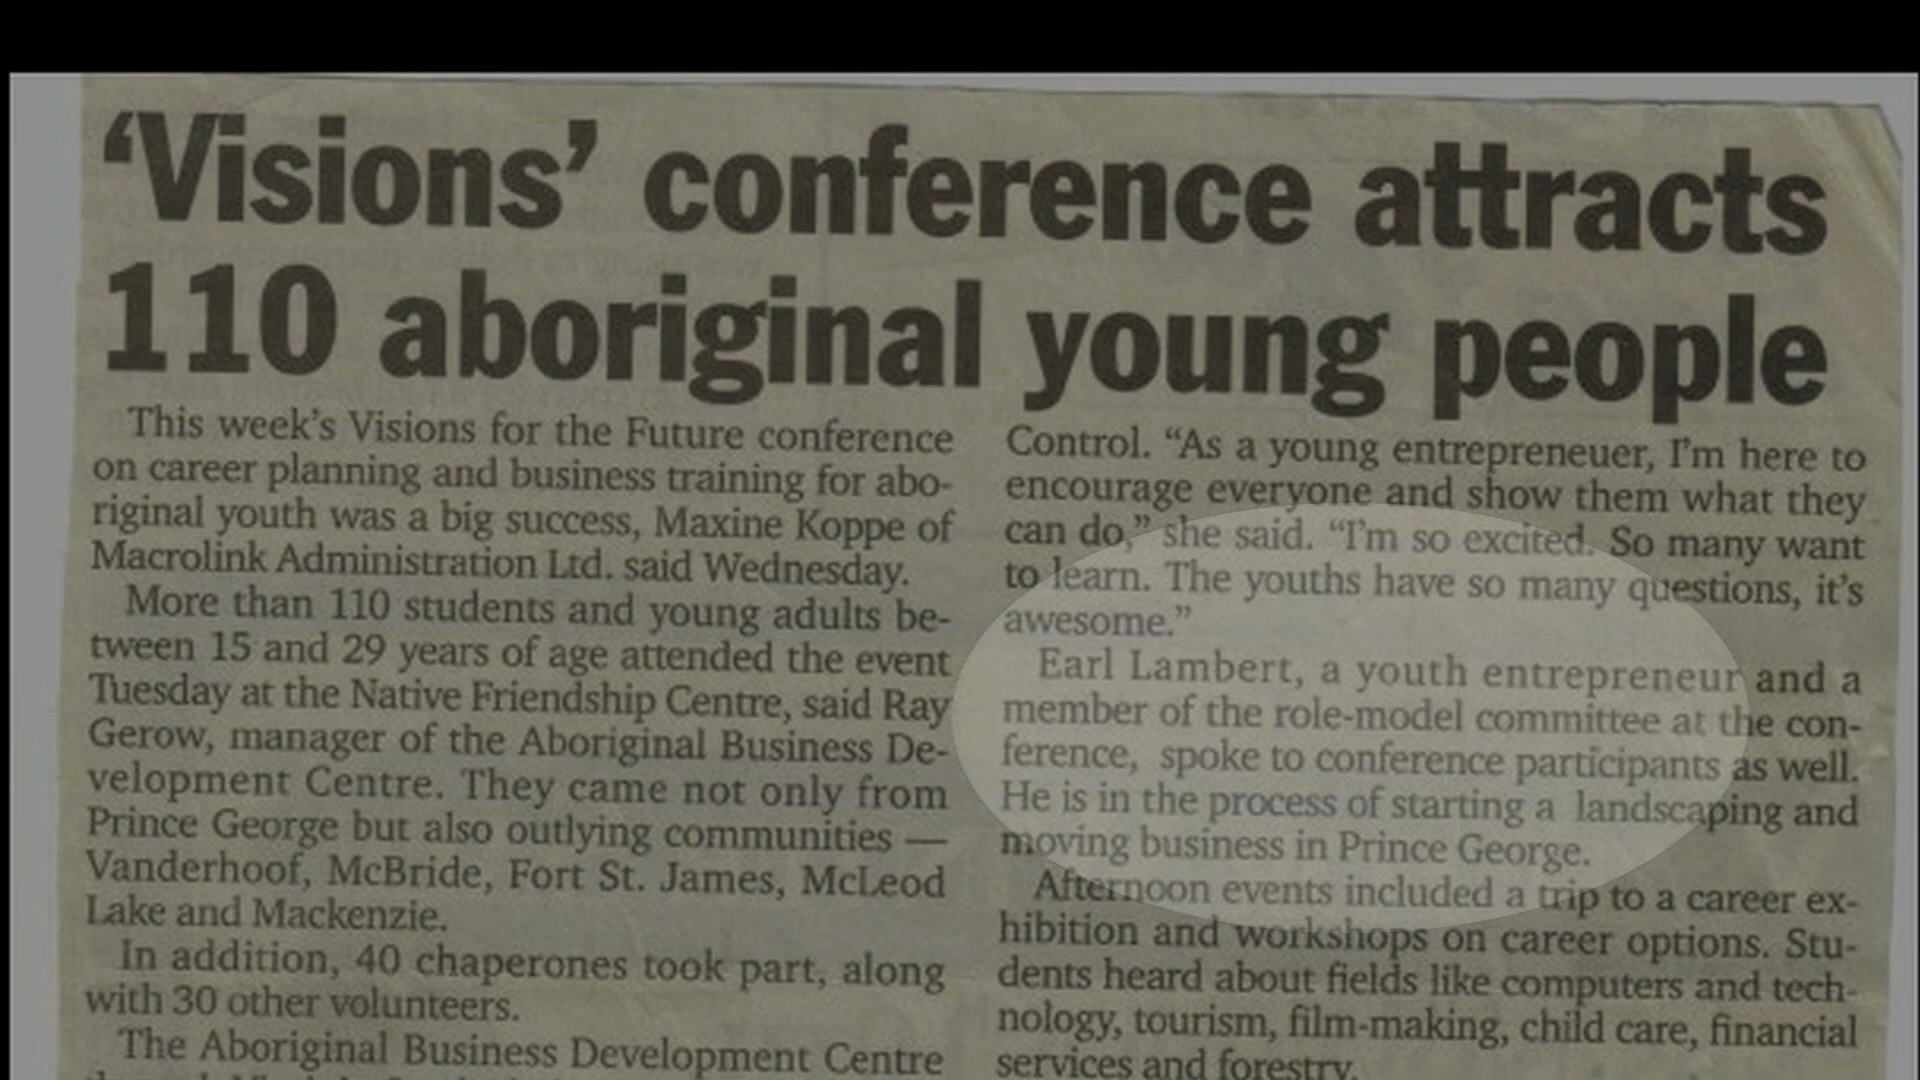 ‘Visions’ conference attracts
110 aboriginal young people
This week’s Visions for the Future conference
on career planning and business training for abo-
riginal youth was a big success, Maxine Koppe of
Macrolink Administration Ltd. said Wednesday.
More than 110 students and young adults be-
tween 15 and 29 years of age attended the event
Tuesday at the Native Friendship Centre, said Ray
Gerow, manager of the Aboriginal Business De-
velopment Centre. They came not only from
Prince George but also outlying communities —
Vanderhoof, McBride, Fort St. James, McLeod
Lake and Mackenzie.
In addition, 40 chaperones took part, along
with 30 other volunteers.
The Aboriginal Business Development Centre
Control. “As a young entrepreneuer, I’m here to
encourage everyone and show them what they
can do,” she said. “I’m so excited. So many want
to learn. The youths have so many questions, it’s
awesome.”
Earl Lambert, a youth entrepreneur and a
member of the role-model committee at the con-
ference, spoke to conference participants as well.
He is in the process of starting a landscaping and
moving business in Prince George.
Afternoon events included a trip to a career ex-
hibition and workshops on career options. Stu-
dents heard about fields like computers and tech-
nology, tourism, film-making, child care, financial
services and forestry.